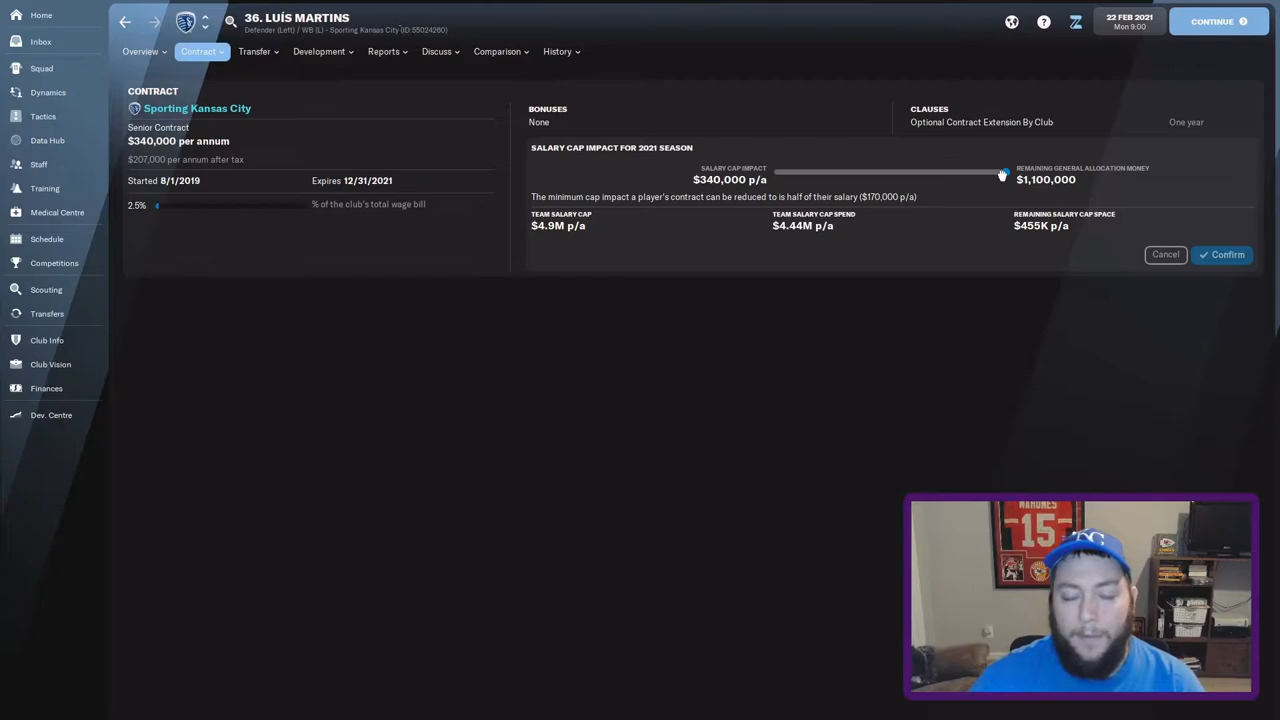 Home
Inbox
Squad
Dynamics
Tactics
Data Hub
Staff
Training
Medical Centre
Schedule
Competitions
Scouting
Transfers
Club Info
Club Vision
Finances
Dev. Centre
36. LUÍS MARTINS
Defender (Left) / WB (L) - Sporting Kansas City (ID:55024260)
22 FEB 2021
Mon 9:00
CONTINUE
Overview
Contract
Transfer
Development
Reports
Discuss
Comparison
History
CONTRACT
Sporting Kansas City
Senior Contract
$340,000 per annum
$207,000 per annum after tax
Started 8/1/2019
Expires 12/31/2021
2.5%
% of the club's total wage bill
BONUSES
None
CLAUSES
Optional Contract Extension By Club
One year
SALARY CAP IMPACT FOR 2021 SEASON
SALARY CAP IMPACT
$340,000 p/a
REMAINING GENERAL ALLOCATION MONEY
$1,100,000
The minimum cap impact a player's contract can be reduced to is half of their salary ($170,000 p/a)
TEAM SALARY CAP
$4.9M p/a
TEAM SALARY CAP SPEND
$4.44M p/a
REMAINING SALARY CAP SPACE
$455K p/a
Cancel
Confirm
MAHOMES
15
KC